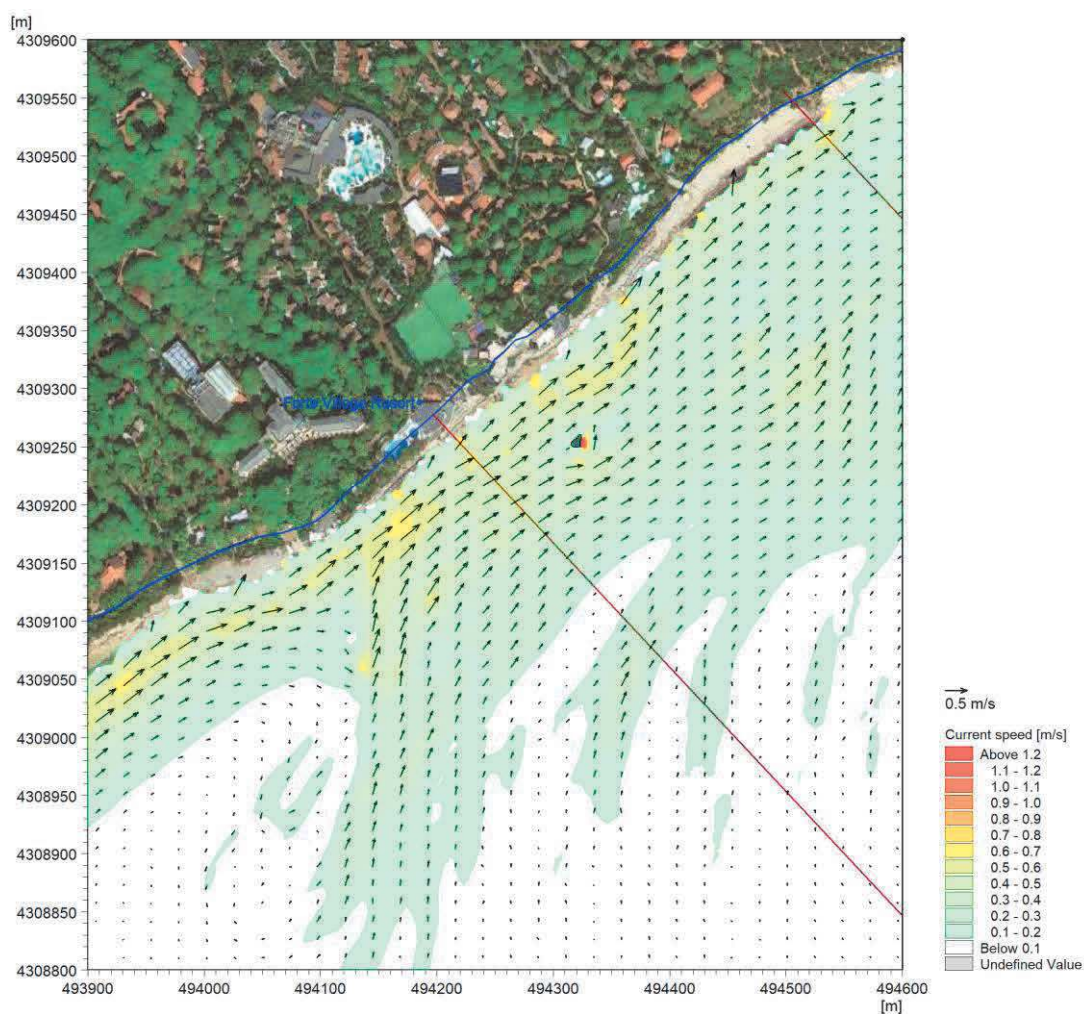 [m]
4309600
4309550
4309500
4309450
4309400
4309350
4309300
4309250
4309200
4309150
4309100
4309050
4309000
4308950
4308900
4308850
4308800
Forte Village Resort
493900 494000 494100 494200 494300 494400 494500 494600
[m]
0.5 m/s
Current speed [m/s]
Above 1.2
1.1 - 1.2
1.0 - 1.1
0.9 - 1.0
0.8 - 0.9
0.7 - 0.8
0.6 - 0.7
0.5 - 0.6
0.4 - 0.5
0.3 - 0.4
0.2 - 0.3
0.1 - 0.2
Below 0.1
Undefined Value